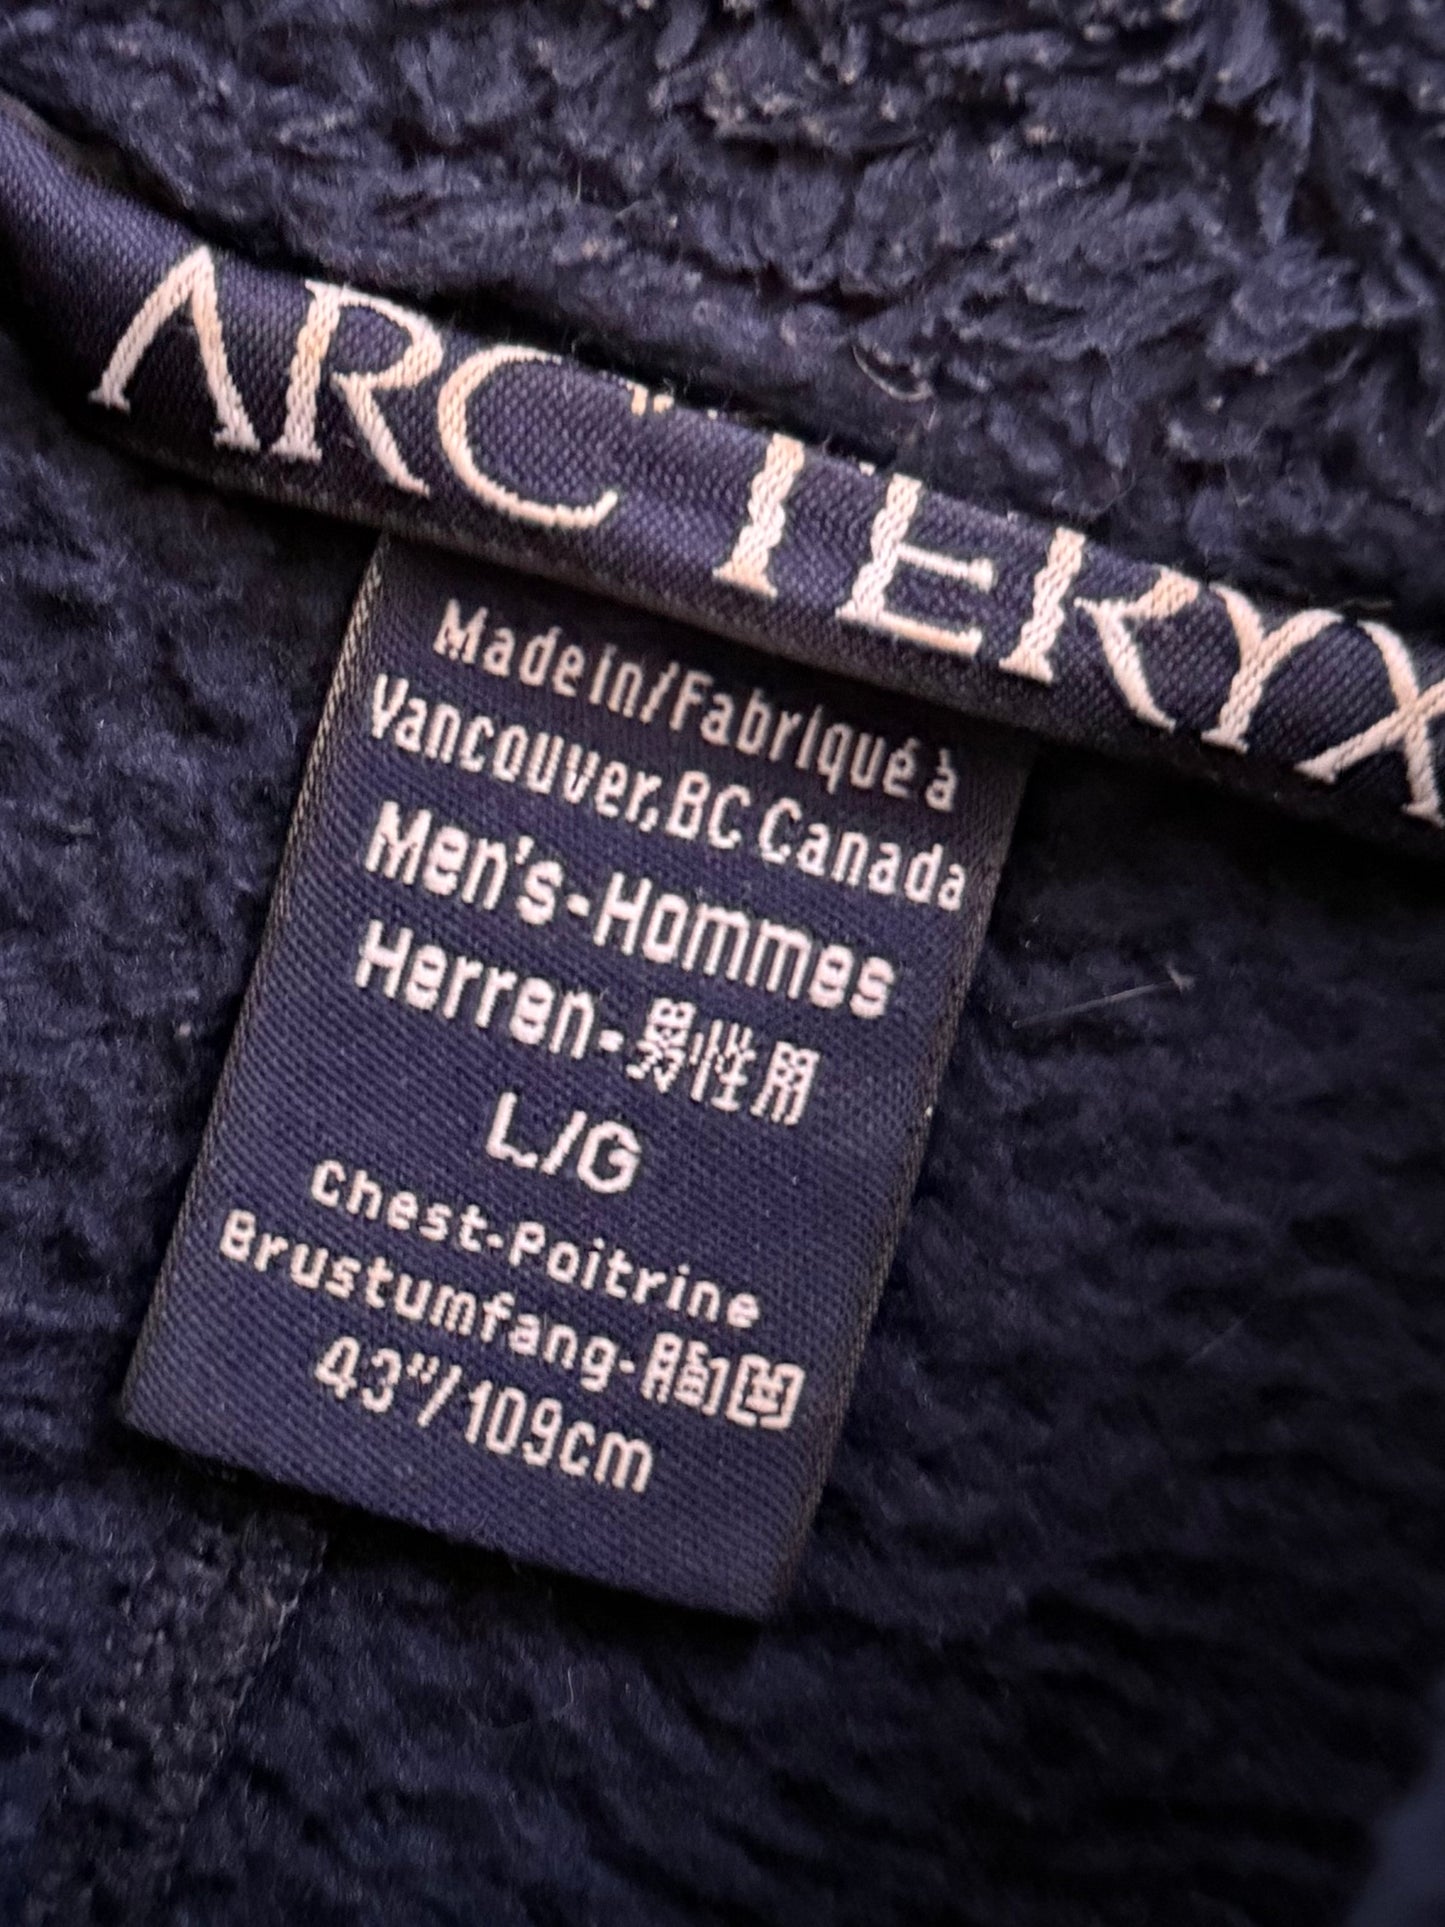 ARC'TERYX
Made in/Fabriqué à
Vancouver, BC Canada
Men's-Hommes
Herren-男性用
L/G
Chest-Poitrine
Brustumfang-胸囲
43"/109cm